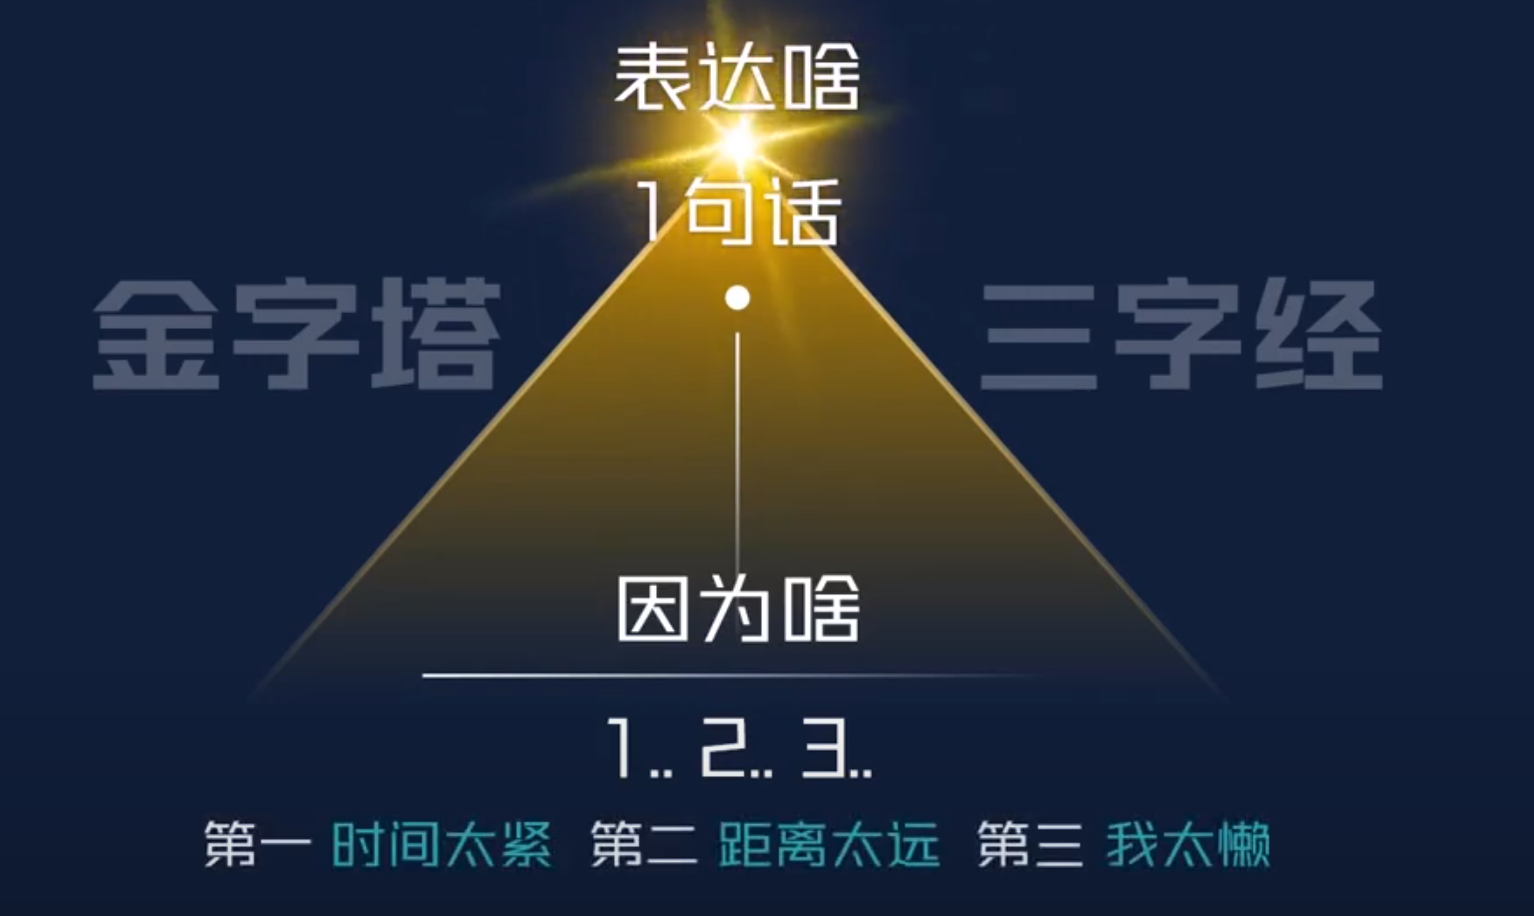 表达啥
1句话
金字塔
三字经
因为啥
1.. 2.. 3..
第一 时间太紧 第二 距离太远 第三 我太懒